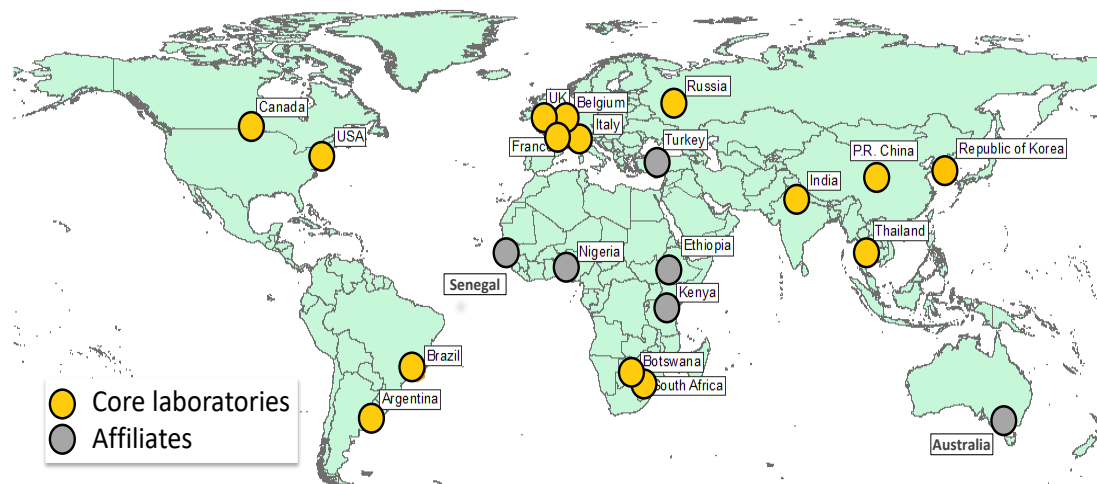 Canada
USA
UK
Belgium
France
Italy
Russia
Turkey
P.R. China
Republic of Korea
India
Thailand
Ethiopia
Nigeria
Senegal
Kenya
Brazil
Botswana
South Africa
Argentina
Australia
Core laboratories
Affiliates